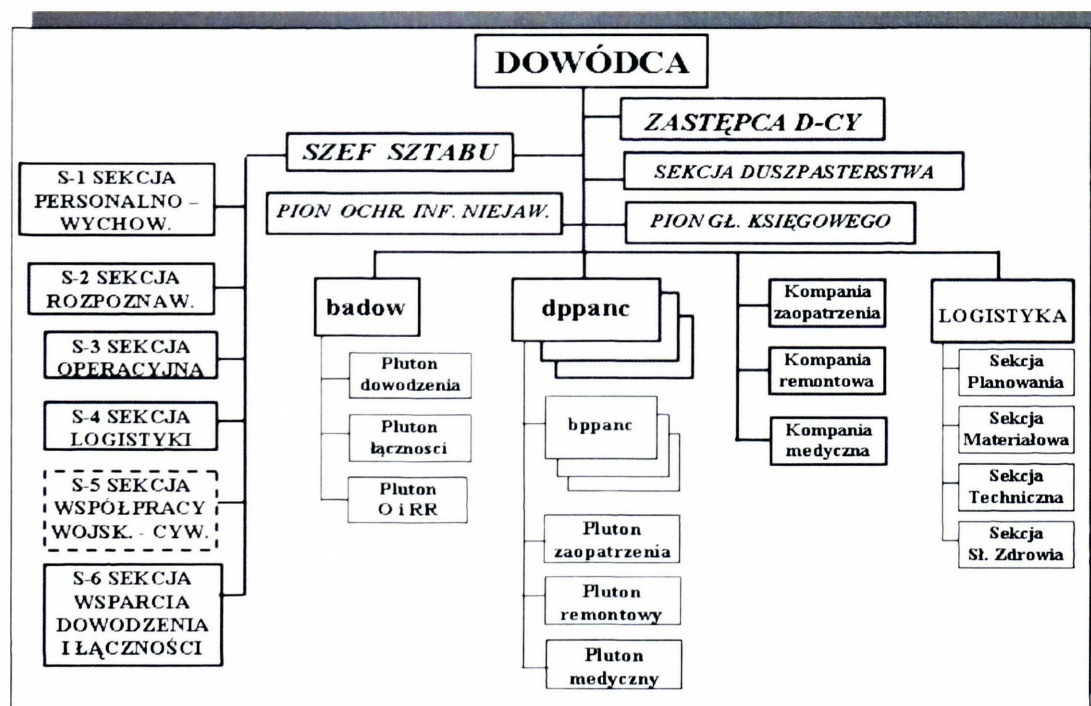 DOWÓDCA
ZASTĘPCA D-CY
SZEF SZTABU
SEKCJA DUSZPASTERSTWA
PION OCHR. INF. NIEJAW.
PION GŁ. KSIĘGOWEGO
S-1 SEKCJA
PERSONALNO –
WYCHOW.
S-2 SEKCJA
ROZPOZNAW.
S-3 SEKCJA
OPERACYJNA
S-4 SEKCJA
LOGISTYKI
S-5 SEKCJA
WSPÓŁPRACY
WOJSK. - CYW.
S-6 SEKCJA
WSPARCIA
DOWODZENIA
I ŁĄCZNOŚCI
badow
Pluton
dowodzenia
Pluton
łącznosci
Pluton
O i RR
dppanc
bppanc
Pluton
zaopatrzenia
Pluton
remontowy
Pluton
medyczny
Kompania
zaopatrzenia
Kompania
remontowa
Kompania
medyczna
LOGISTYKA
Sekcja
Planowania
Sekcja
Materiałowa
Sekcja
Techniczna
Sekcja
Sł. Zdrowia